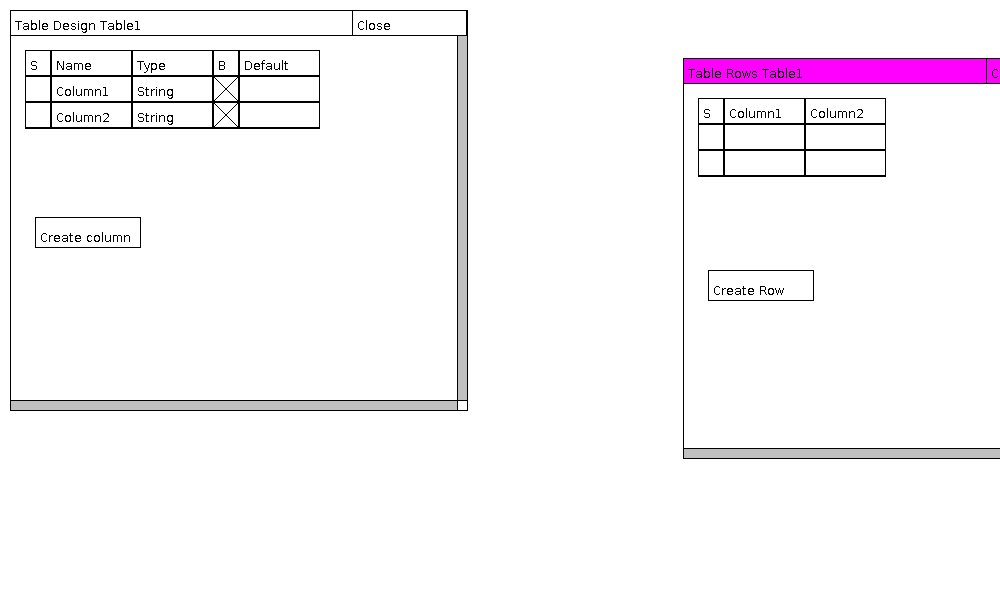 Table Design Table1 Close
S Name Type B Default
Column1 String
Column2 String
Create column
Table Rows Table1 C
S Column1 Column2
Create Row